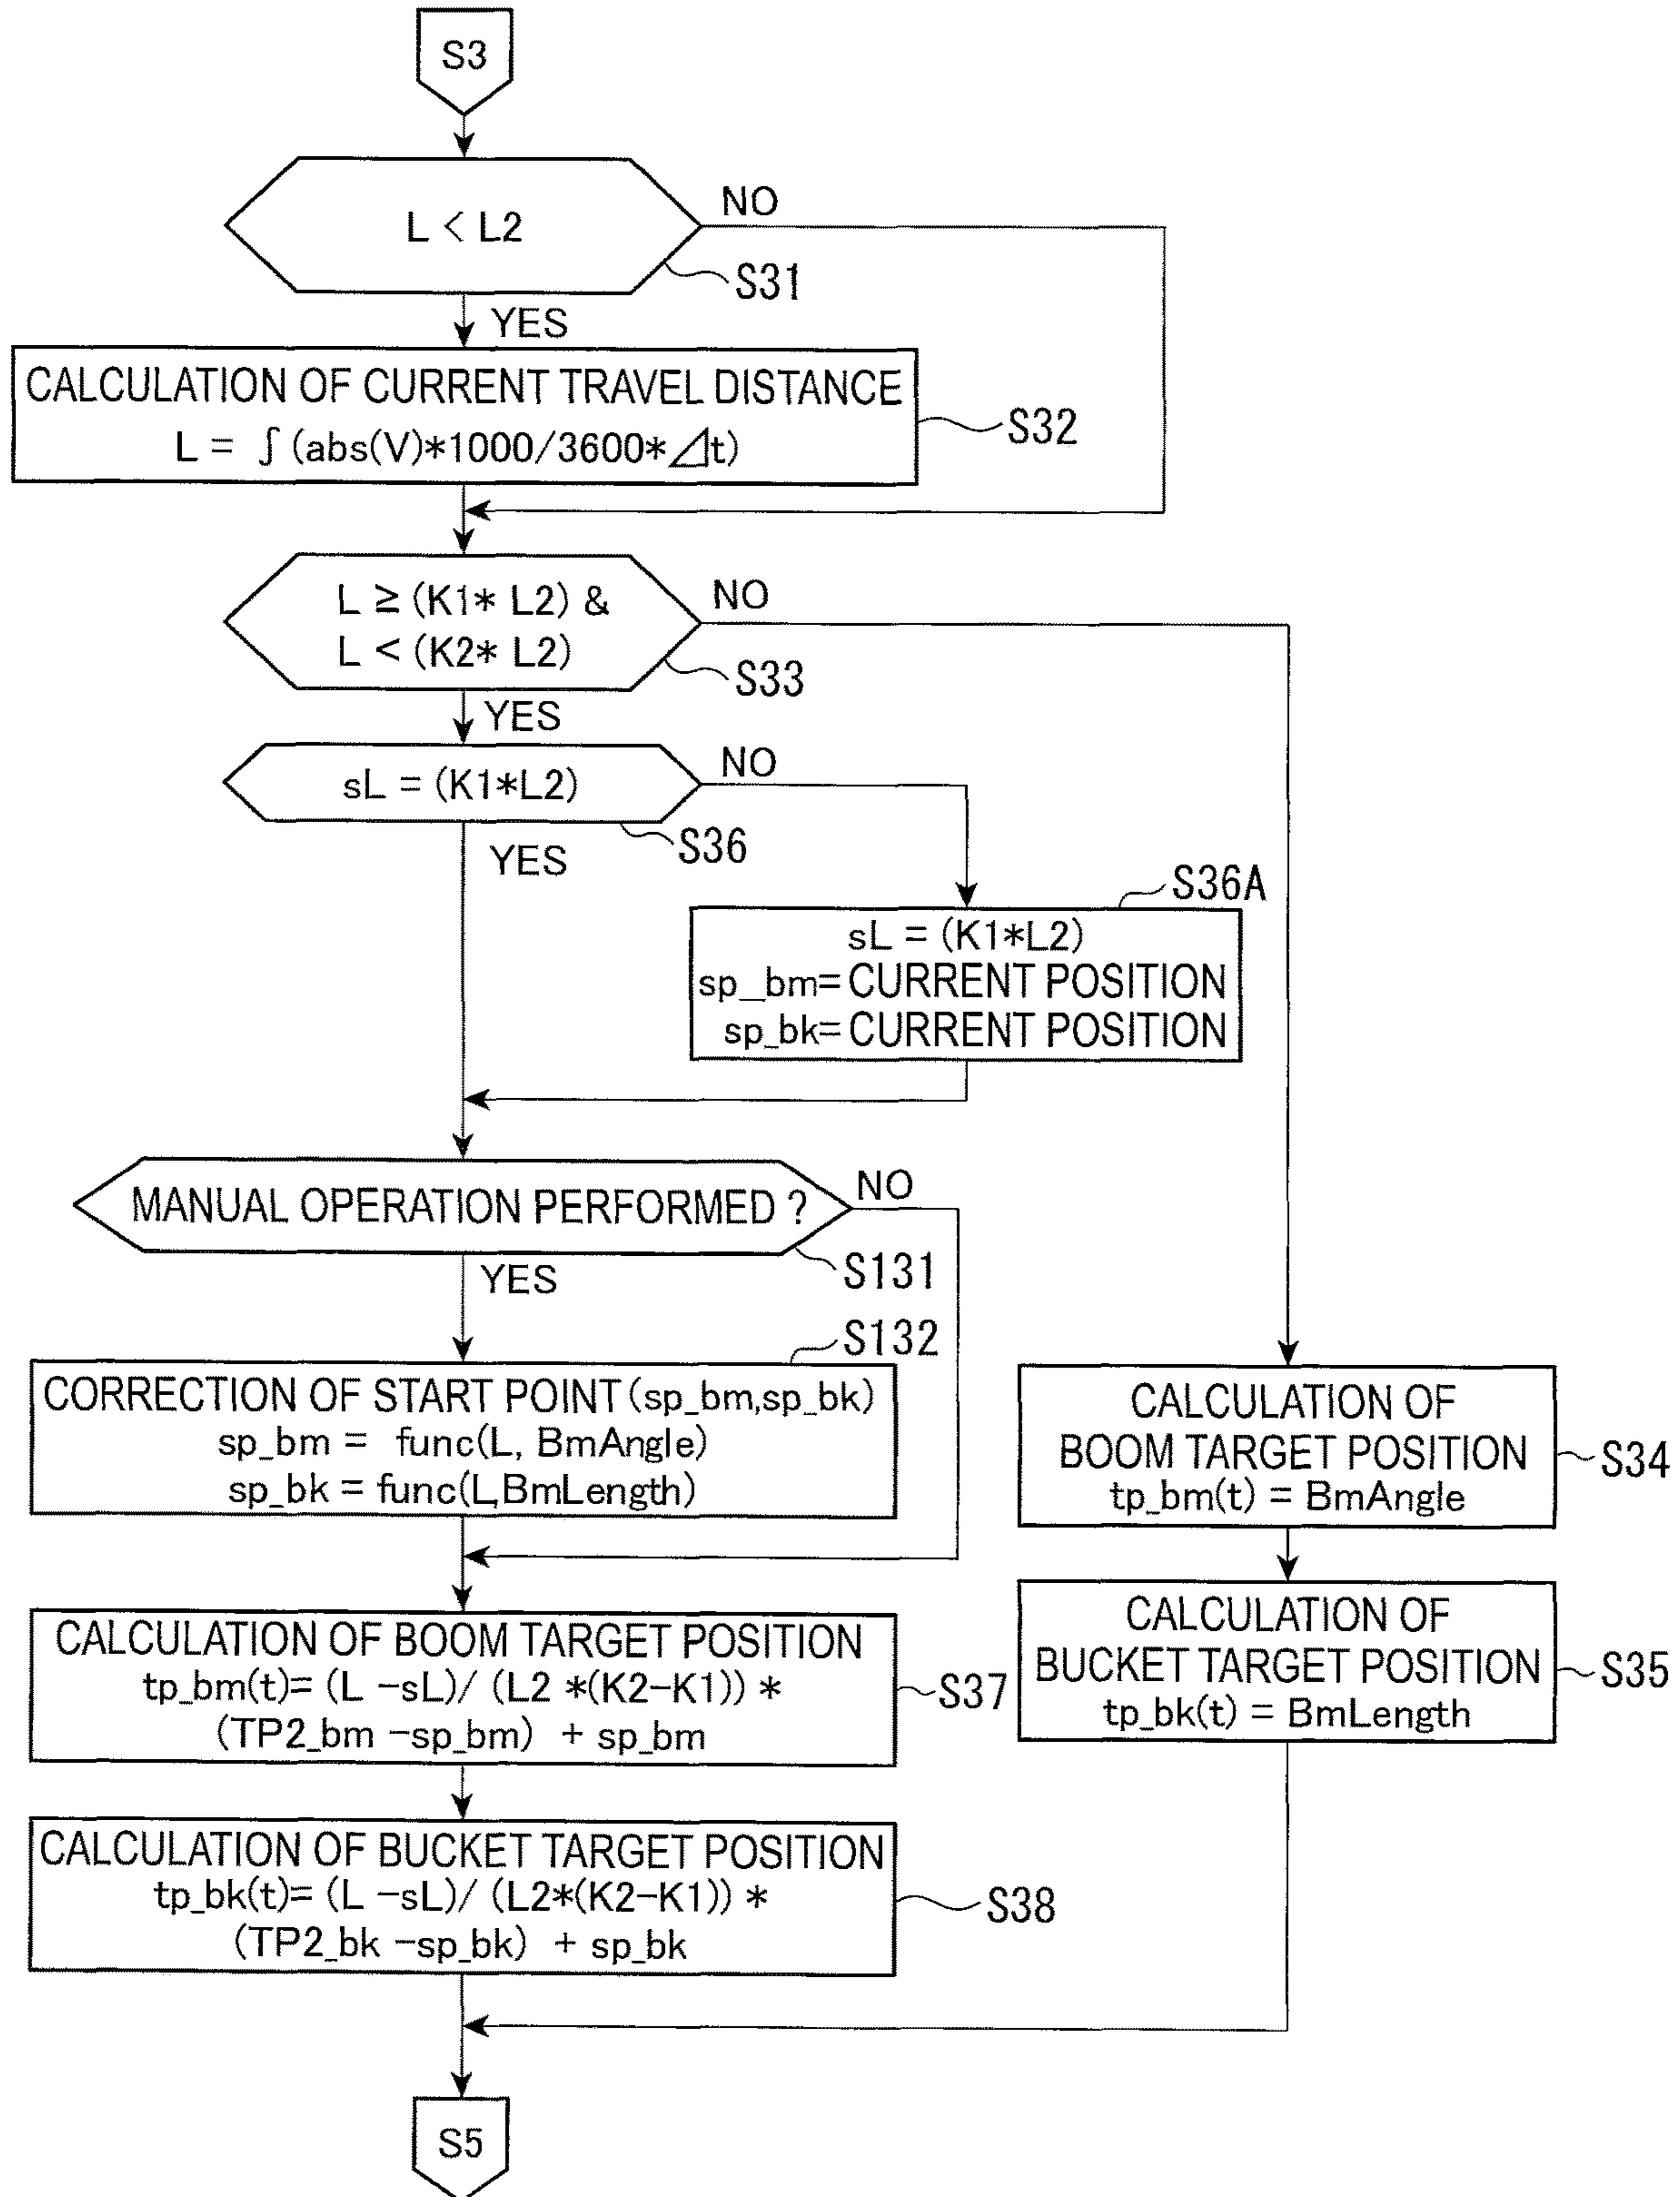 S3
L < L2
NO
S31
YES
CALCULATION OF CURRENT TRAVEL DISTANCE
L = ∫ (abs(V)*1000/3600*⊿t)
S32
L ≥ (K1* L2) &
L < (K2* L2)
NO
S33
YES
sL = (K1*L2)
NO
S36
YES
S36A
sL = (K1*L2)
sp_bm= CURRENT POSITION
sp_bk= CURRENT POSITION
MANUAL OPERATION PERFORMED ?
NO
S131
YES
S132
CORRECTION OF START POINT (sp_bm,sp_bk)
sp_bm = func(L, BmAngle)
sp_bk = func(L,BmLength)
CALCULATION OF
BOOM TARGET POSITION
tp_bm(t) = BmAngle
S34
CALCULATION OF
BUCKET TARGET POSITION
tp_bk(t) = BmLength
S35
CALCULATION OF BOOM TARGET POSITION
tp_bm(t)= (L -sL)/ (L2 *(K2-K1)) *
(TP2_bm -sp_bm) + sp_bm
S37
CALCULATION OF BUCKET TARGET POSITION
tp_bk(t)= (L -sL)/ (L2*(K2-K1)) *
(TP2_bk -sp_bk) + sp_bk
S38
S5